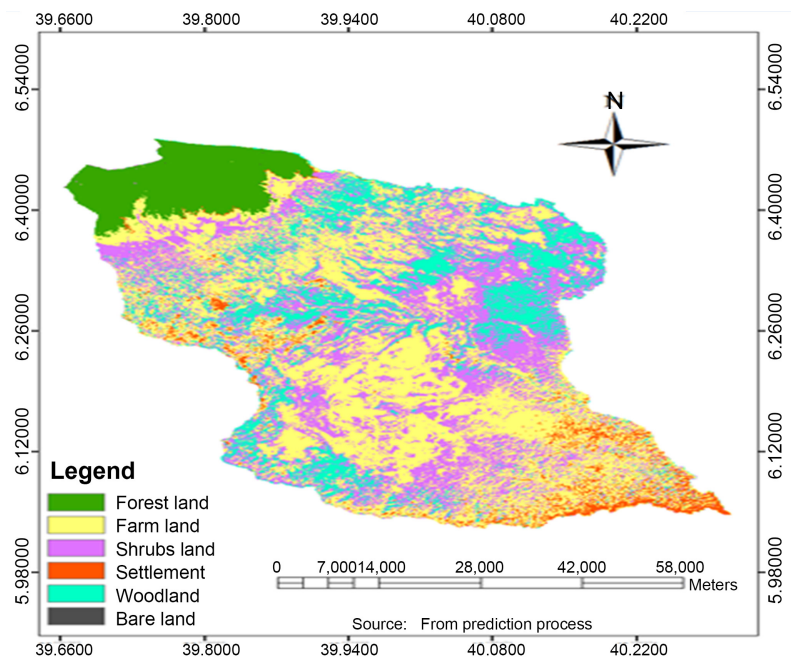 39.6600 39.8000 39.9400 40.0800 40.2200
6.54000 6.54000
N
6.40000 6.40000
6.26000 6.26000
6.12000 6.12000
Legend
Forest land
Farm land
Shrubs land
Settlement
Woodland
Bare land
0 7,00014,000 28,000 42,000 58,000
Meters
5.98000 5.98000
Source: From prediction process
39.6600 39.8000 39.9400 40.0800 40.2200